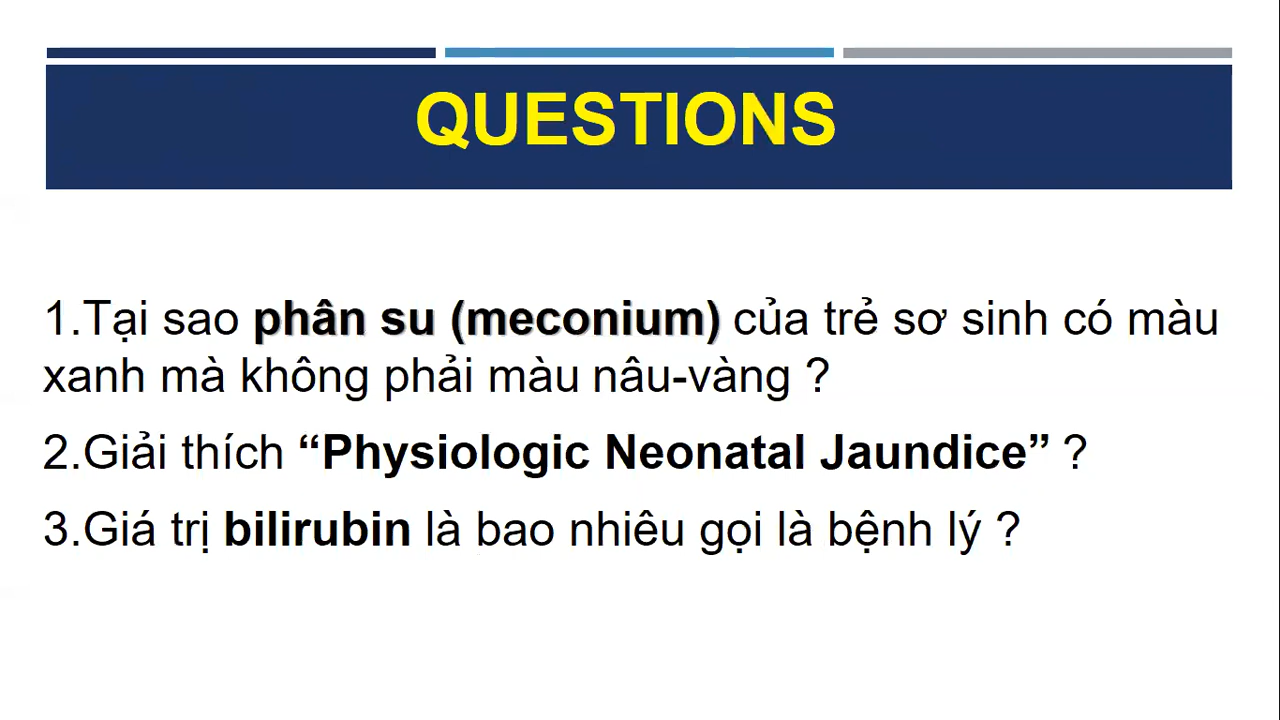 QUESTIONS
1.Tại sao phân su (meconium) của trẻ sơ sinh có màu
xanh mà không phải màu nâu-vàng ?
2.Giải thích “Physiologic Neonatal Jaundice” ?
3.Giá trị bilirubin là bao nhiêu gọi là bệnh lý ?